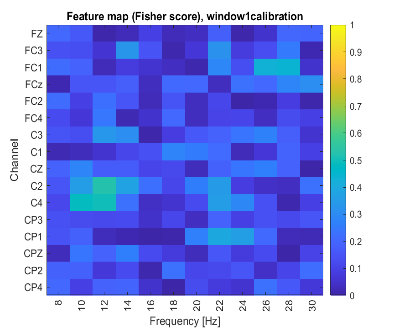 Feature map (Fisher score), window1calibration
FZ
FC3
FC1
FCz
FC2
FC4
C3
C1
CZ
C2
C4
CP3
CP1
CPZ
CP2
CP4
Channel
8 10 12 14 16 18 20 22 24 26 28 30
Frequency [Hz]
1
0.9
0.8
0.7
0.6
0.5
0.4
0.3
0.2
0.1
0